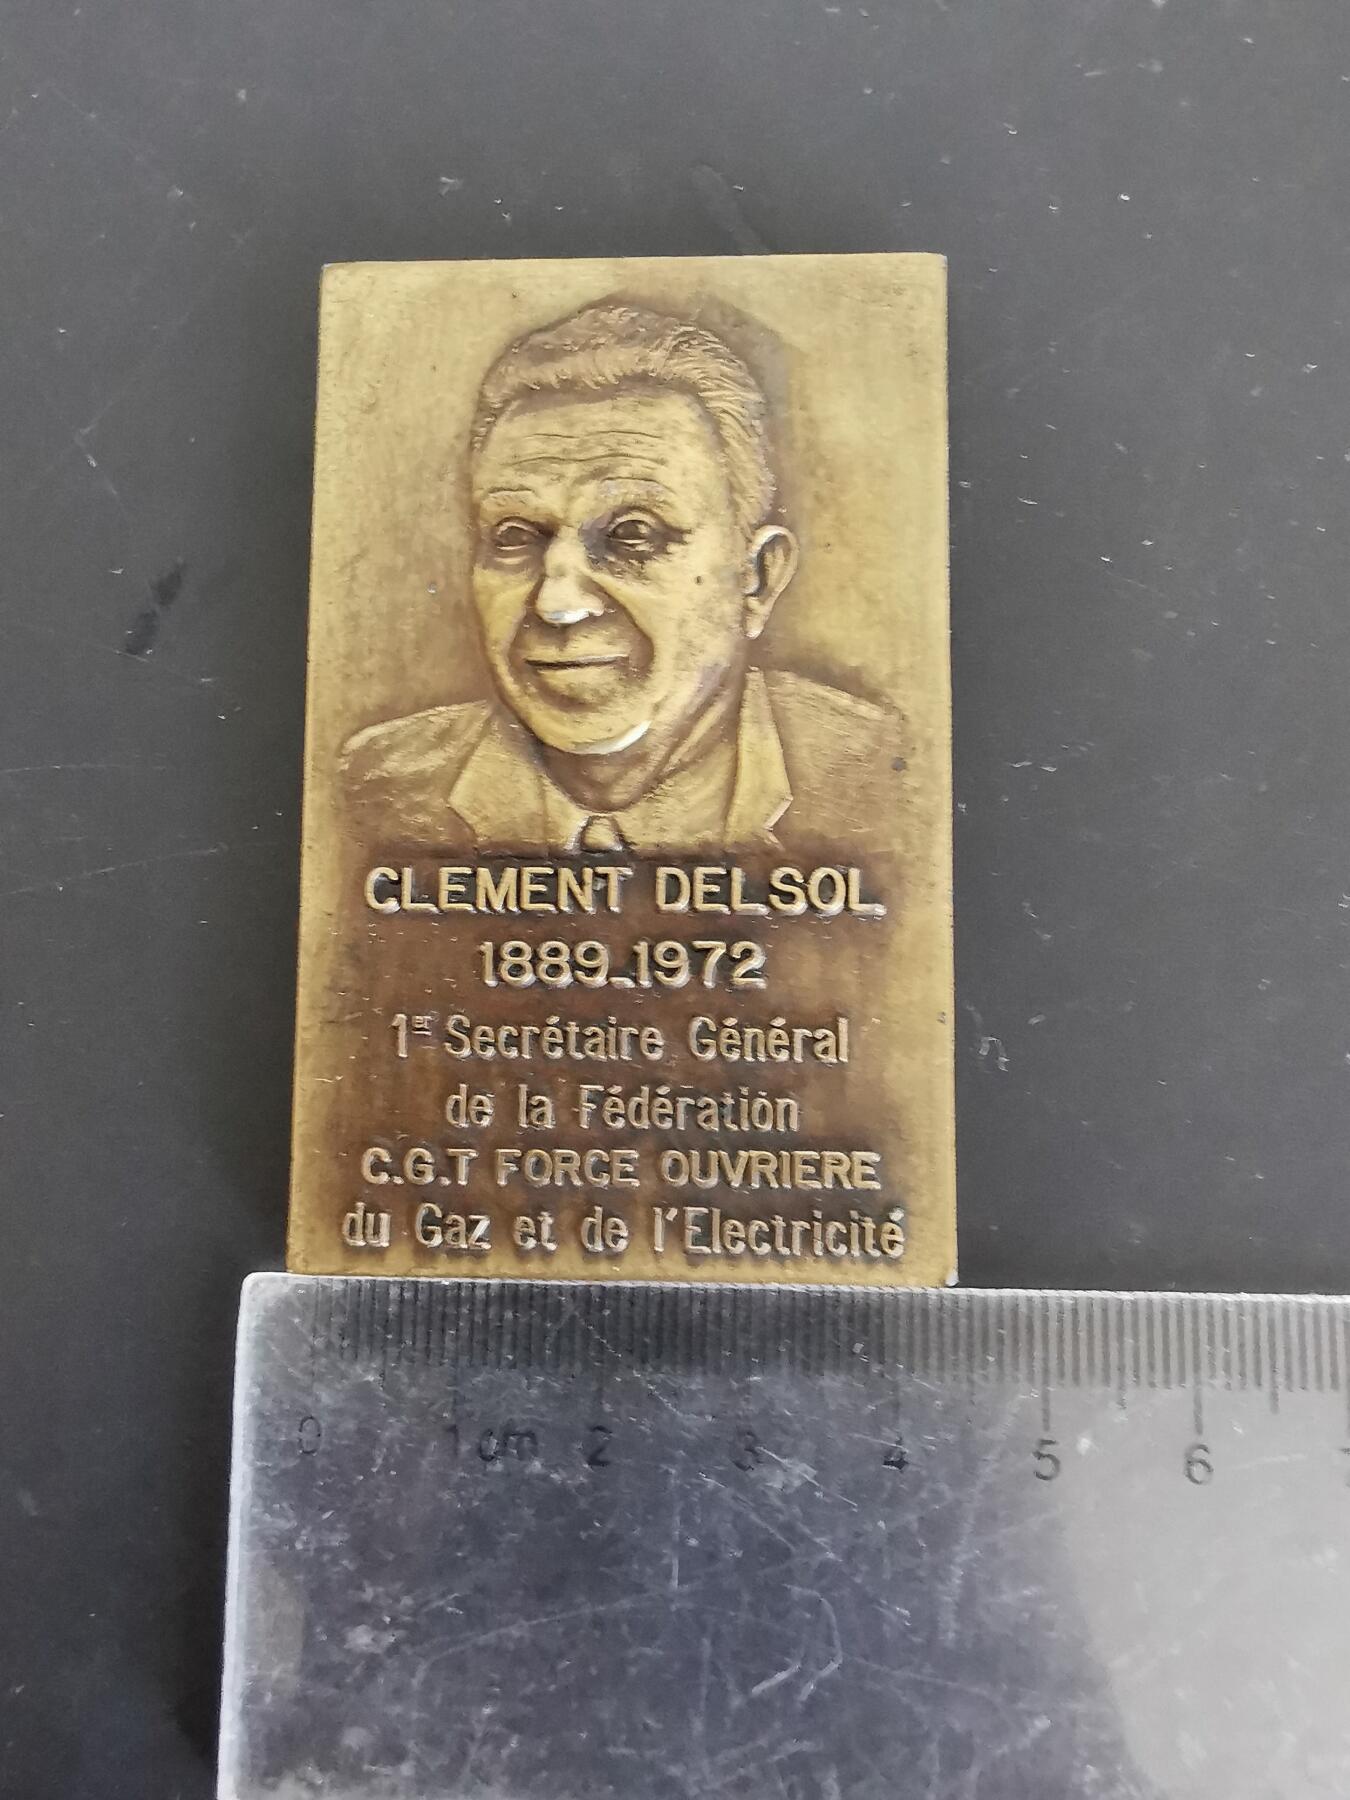 CLEMENT DELSOL
1889-1972
1er Secrétaire Général
de la Fédération
C.G.T FORCE OUVRIERE
du Gaz et de l'Electricité
0 1cm 2 3 4 5 6